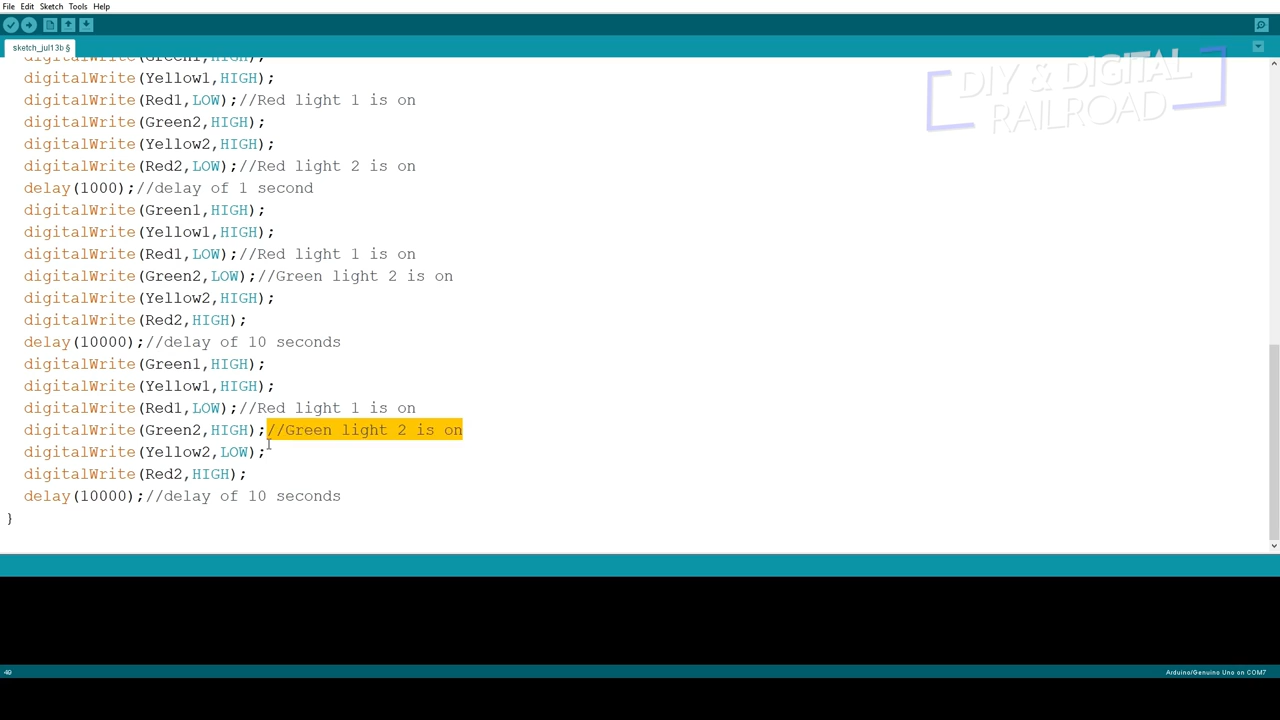 File Edit Sketch Tools Help
sketch_jul13b §
digitalWrite(Green1,HIGH);
digitalWrite(Yellow1,HIGH);
digitalWrite(Red1,LOW);//Red light 1 is on
digitalWrite(Green2,HIGH);
digitalWrite(Yellow2,HIGH);
digitalWrite(Red2,LOW);//Red light 2 is on
delay(1000);//delay of 1 second
digitalWrite(Green1,HIGH);
digitalWrite(Yellow1,HIGH);
digitalWrite(Red1,LOW);//Red light 1 is on
digitalWrite(Green2,LOW);//Green light 2 is on
digitalWrite(Yellow2,HIGH);
digitalWrite(Red2,HIGH);
delay(10000);//delay of 10 seconds
digitalWrite(Green1,HIGH);
digitalWrite(Yellow1,HIGH);
digitalWrite(Red1,LOW);//Red light 1 is on
digitalWrite(Green2,HIGH);//Green light 2 is on
digitalWrite(Yellow2,LOW);
digitalWrite(Red2,HIGH);
delay(10000);//delay of 10 seconds
}
DIY & DIGITAL
RAILROAD
49
Arduino/Genuino Uno on COM7